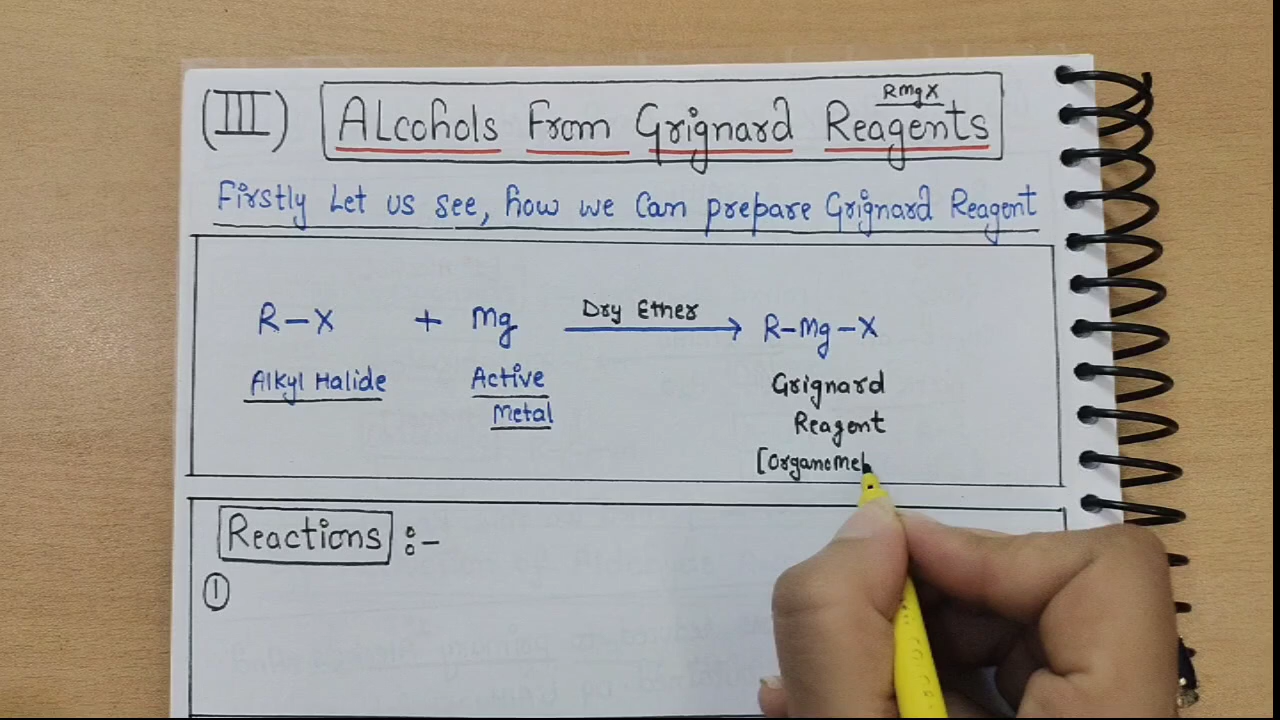 RMgX
(III) Alcohols From Grignard Reagents
Firstly Let us see, how we can prepare Grignard Reagent
R-X + Mg Dry Ether → R-Mg-X
Alkyl Halide Active Metal Grignard Reagent
[Organomet
Reactions :-
①